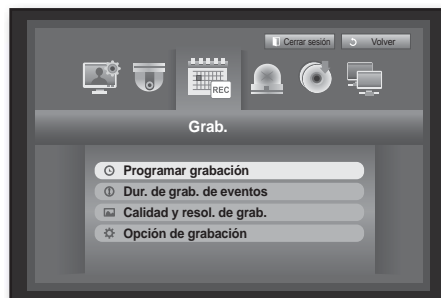 Cerrar sesión Volver
REC
Grab.
Programar grabación
Dur. de grab. de eventos
Calidad y resol. de grab.
Opción de grabación